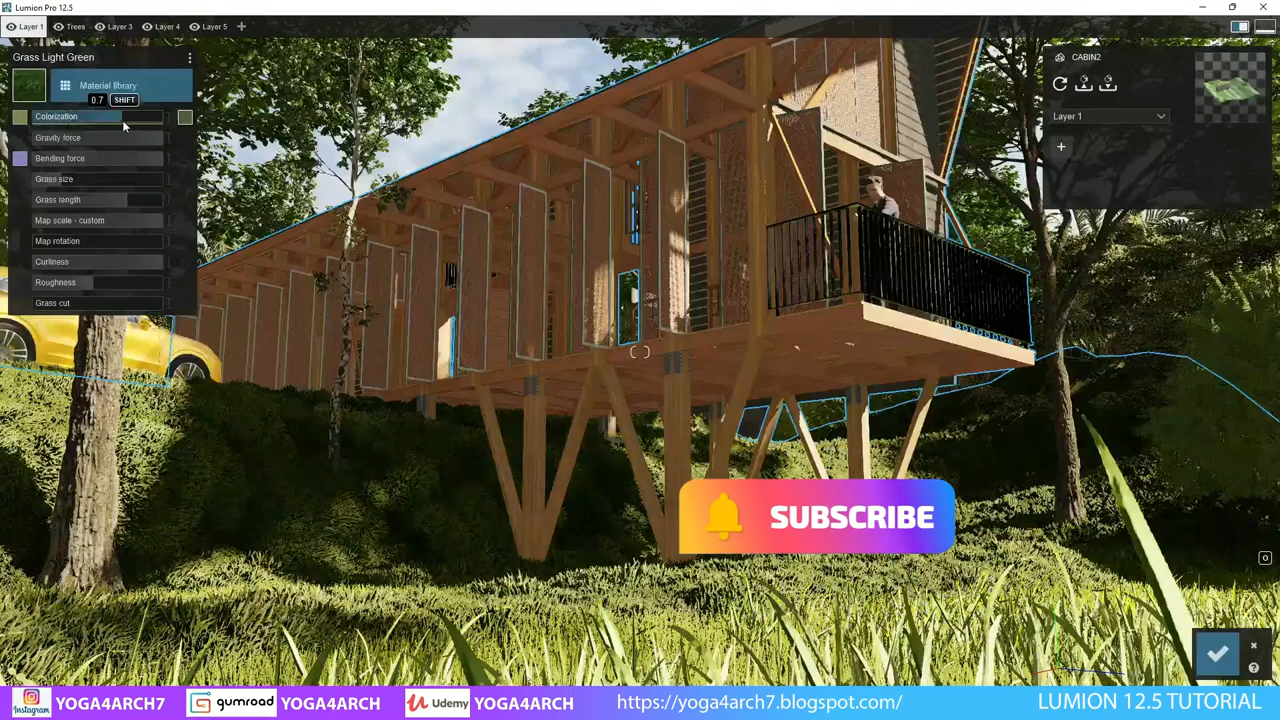 Lumion Pro 12.5
Layer 1
Trees
Layer 3
Layer 4
Layer 5
Grass Light Green
Material library
0.7 SHIFT
Colorization
Gravity force
Bending force
Grass size
Grass length
Map scale - custom
Map rotation
Curliness
Roughness
Grass cut
CABIN2
Layer 1
SUBSCRIBE
Instagram YOGA4ARCH7 gumroad YOGA4ARCH Udemy YOGA4ARCH https://yoga4arch7.blogspot.com/ LUMION 12.5 TUTORIAL